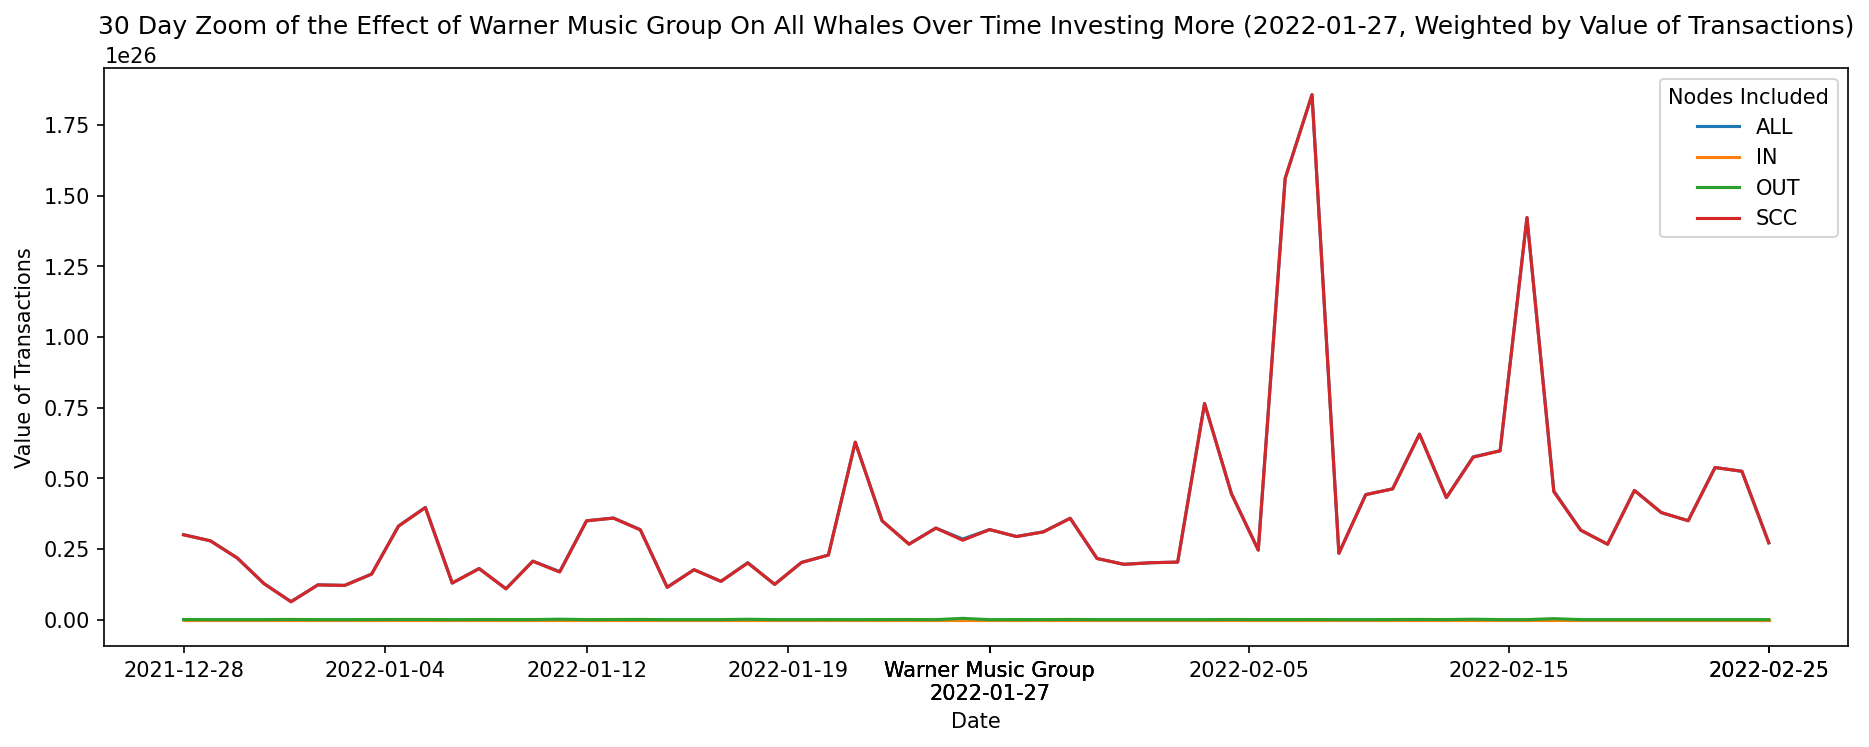 30 Day Zoom of the Effect of Warner Music Group On All Whales Over Time Investing More (2022-01-27, Weighted by Value of Transactions)
1e26
Nodes Included
ALL
IN
OUT
SCC
1.75
1.50
1.25
1.00
0.75
0.50
0.25
0.00
Value of Transactions
2021-12-28
2022-01-04
2022-01-12
2022-01-19
Warner Music Group
2022-01-27
2022-02-05
2022-02-15
2022-02-25
Date